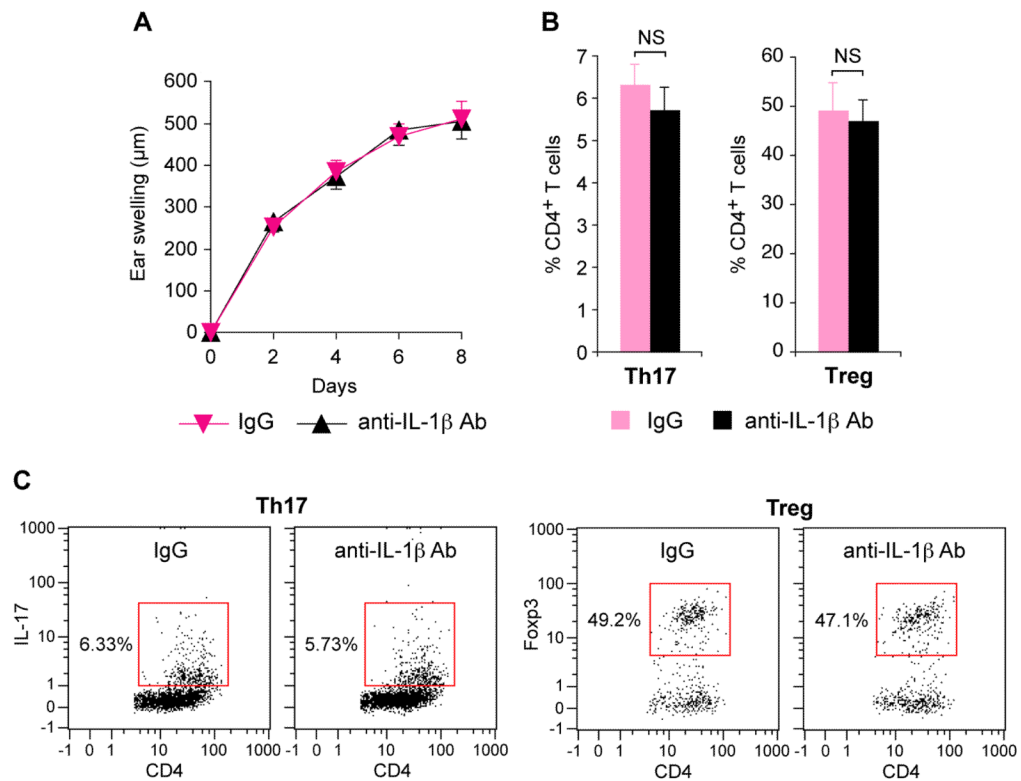 A
600
500
400
300
200
100
0
Ear swelling (µm)
0 2 4 6 8
Days
IgG anti-IL-1β Ab
B
NS
7
6
5
4
3
2
1
0
% CD4+ T cells
Th17
NS
60
50
40
30
20
10
0
% CD4+ T cells
Treg
IgG anti-IL-1β Ab
C
Th17
1000
100
10
1
0
-1
IL-17
IgG
6.33%
-1 0 1 10 100 1000
CD4
anti-IL-1β Ab
5.73%
-1 0 1 10 100 1000
CD4
Treg
1000
100
10
1
0
-1
Foxp3
IgG
49.2%
-1 0 1 10 100 1000
CD4
anti-IL-1β Ab
47.1%
-1 0 1 10 100 1000
CD4